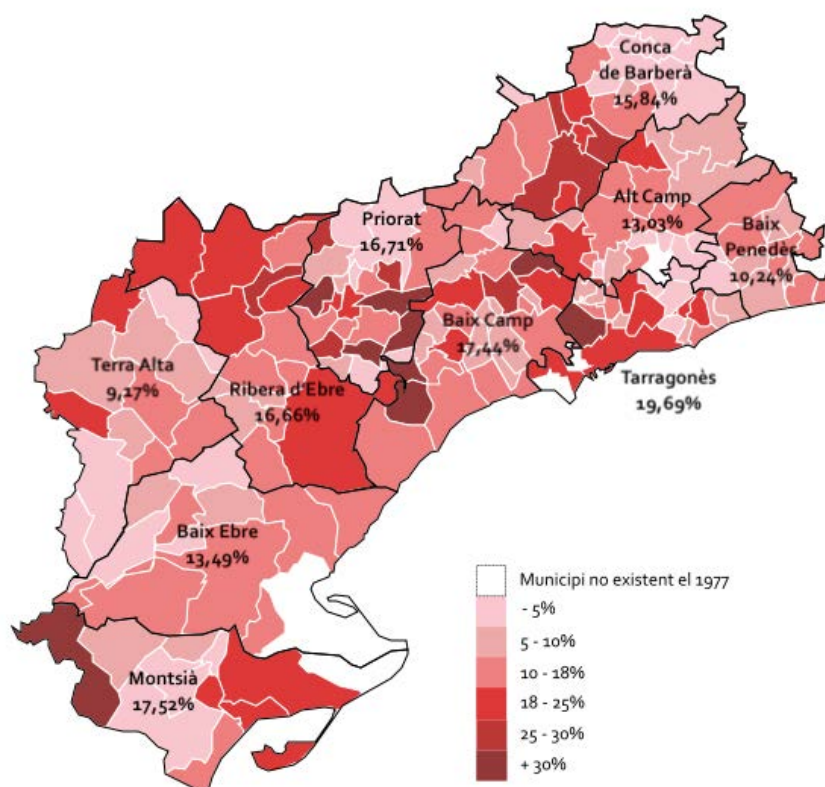 Conca
de Barberà
15,84%
Priorat
16,71%
Alt Camp
13,03%
Baix
Penedès
10,24%
Baix Camp
17,44%
Terra Alta
9,17%
Ribera d'Ebre
16,66%
Tarragonès
19,69%
Baix Ebre
13,49%
Montsià
17,52%
Municipi no existent el 1977
- 5%
5 - 10%
10 - 18%
18 - 25%
25 - 30%
+ 30%